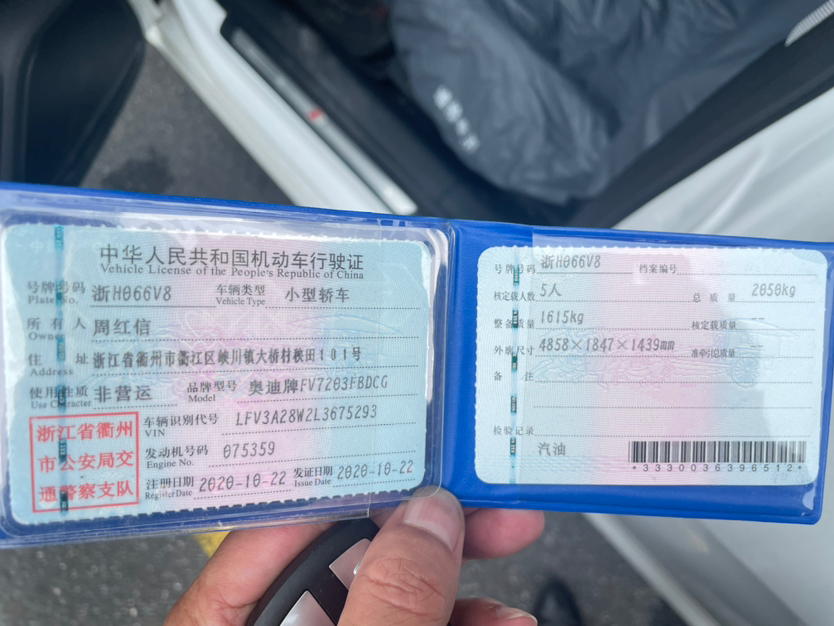 中华人民共和国机动车行驶证
Vehicle License of the People's Republic of China
号牌号码 浙H066V8 车辆类型 小型轿车
Plate No. Vehicle Type
所有人 周红信
Owner
住址 浙江省衢州市衢江区峡川镇大桥村秧田101号
Address
使用性质 非营运 品牌型号 奥迪牌FV7203FBDCG
Use Character Model
浙江省衢州
市公安局交
通警察支队
车辆识别代号 LFV3A28W2L3675293
VIN
发动机号码 075359
Engine No.
注册日期 2020-10-22 发证日期 2020-10-22
Register Date Issue Date
号牌号码 浙H066V8 档案编号
核定载人数 5人 总质量 2050kg
整备质量 1615kg 核定载质量 --
外廓尺寸 4858×1847×1439mm 准牵引总质量 --
备注
检验记录
汽油
*3330036396512*